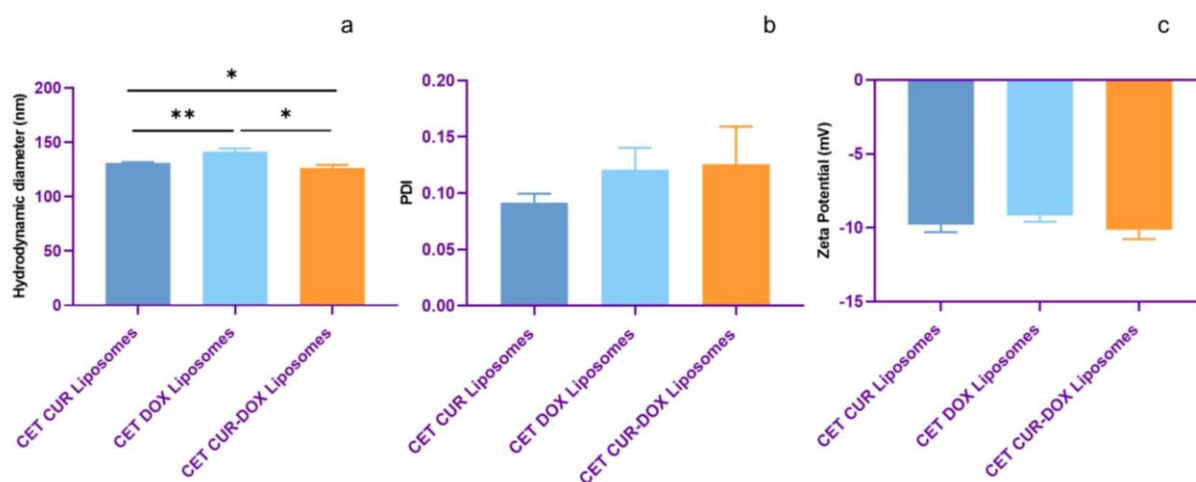 a
*
**
*
Hydrodynamic diameter (nm)
200
150
100
50
0
CET CUR Liposomes
CET DOX Liposomes
CET CUR-DOX Liposomes
b
PDI
0.20
0.15
0.10
0.05
0.00
CET CUR Liposomes
CET DOX Liposomes
CET CUR-DOX Liposomes
c
Zeta Potential (mV)
0
-5
-10
-15
CET CUR Liposomes
CET DOX Liposomes
CET CUR-DOX Liposomes